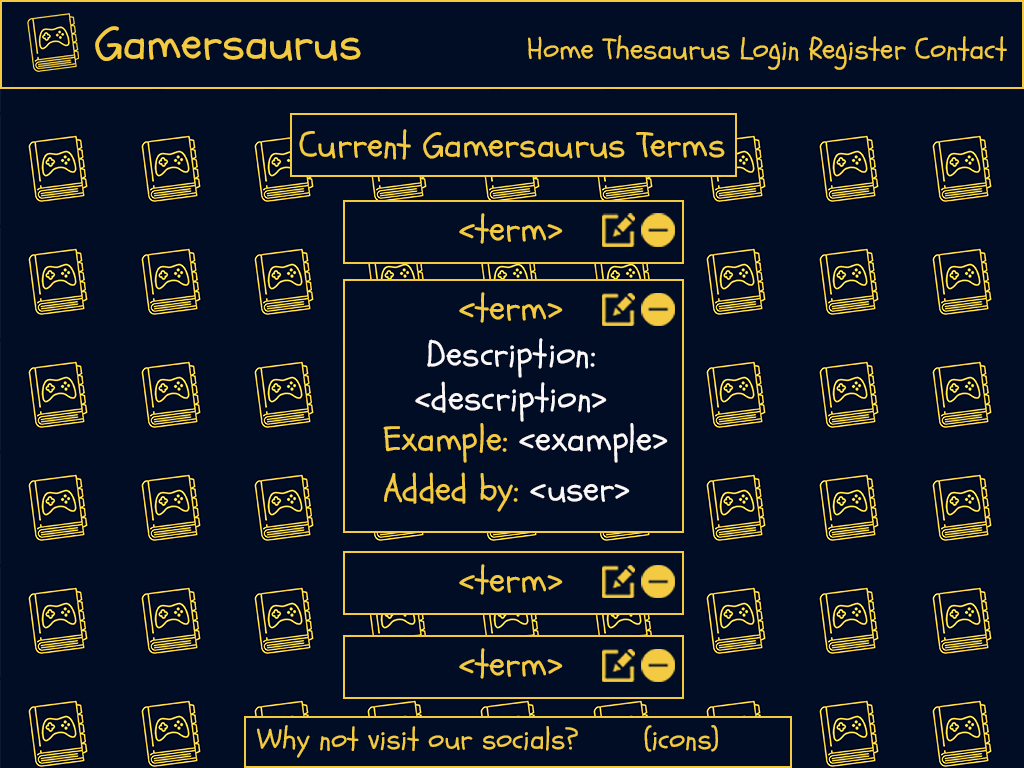 Gamersaurus
Home Thesaurus Login Register Contact
Current Gamersaurus Terms
<term>
<term>
Description:
<description>
Example: <example>
Added by: <user>
<term>
<term>
Why not visit our socials? (icons)